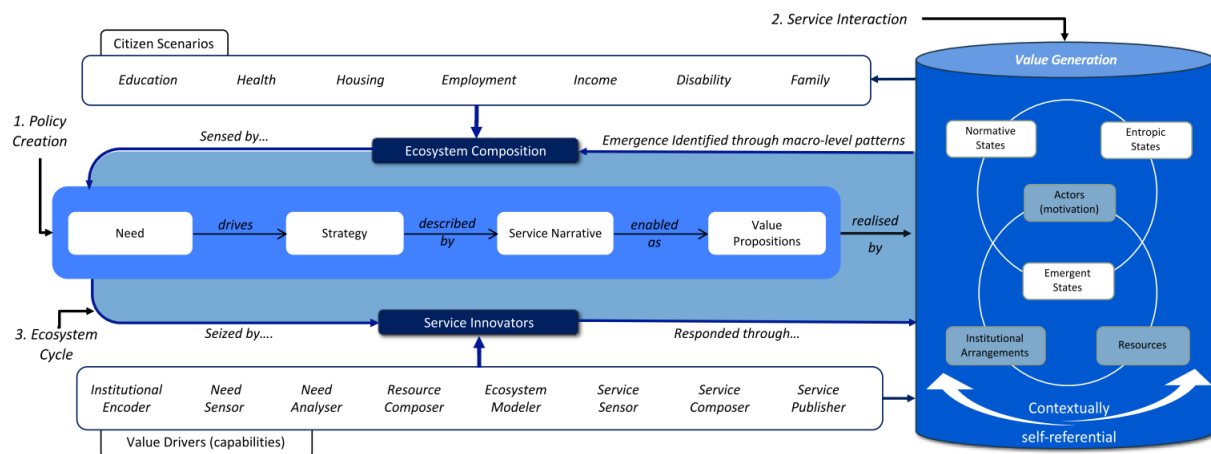 2. Service Interaction
Citizen Scenarios
Education Health Housing Employment Income Disability Family
Value Generation
1. Policy
Creation
Sensed by...
Ecosystem Composition
Emergence Identified through macro-level patterns
Normative
States
Entropic
States
Actors
(motivation)
Need
drives
Strategy
described
by
Service Narrative
enabled
as
Value
Propositions
realised
by
Emergent
States
3. Ecosystem
Cycle
Seized by....
Service Innovators
Responded through...
Institutional
Arrangements
Resources
Institutional
Encoder
Need
Sensor
Need
Analyser
Resource
Composer
Ecosystem
Modeler
Service
Sensor
Service
Composer
Service
Publisher
Value Drivers (capabilities)
Contextually
self-referential